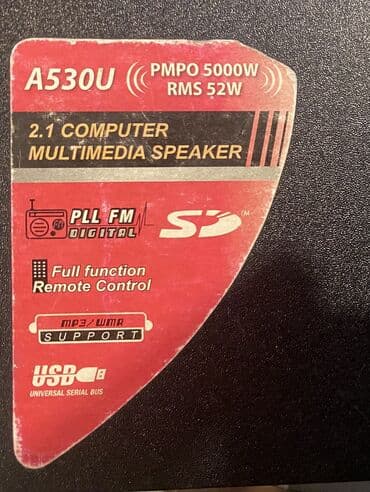 A530U
PMPO 5000W
RMS 52W
2.1 COMPUTER
MULTIMEDIA SPEAKER
PLL FM
DIGITAL
SD™
Full function
Remote Control
MP3/WMA
SUPPORT
USB
UNIVERSAL SERIAL BUS